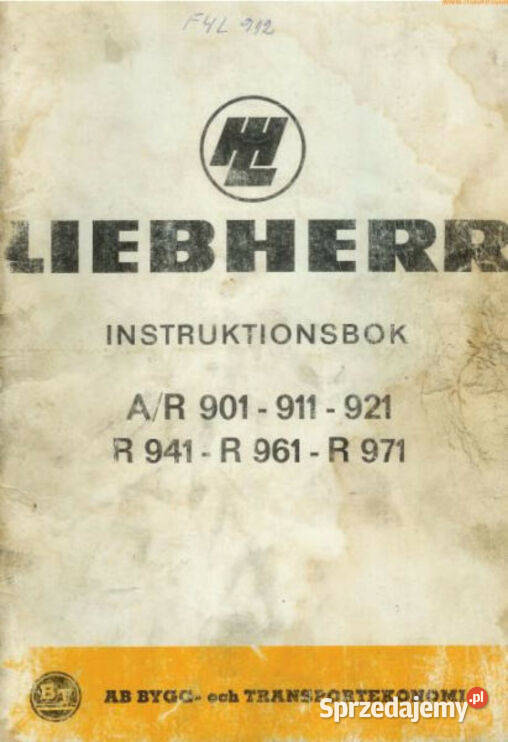 F4L 912
HL
LIEBHERR
INSTRUKTIONSBOK
A/R 901 - 911 - 921
R 941 - R 961 - R 971
BT
AB BYGG- och TRANSPORTEKONOMI
Sprzedajemy.pl